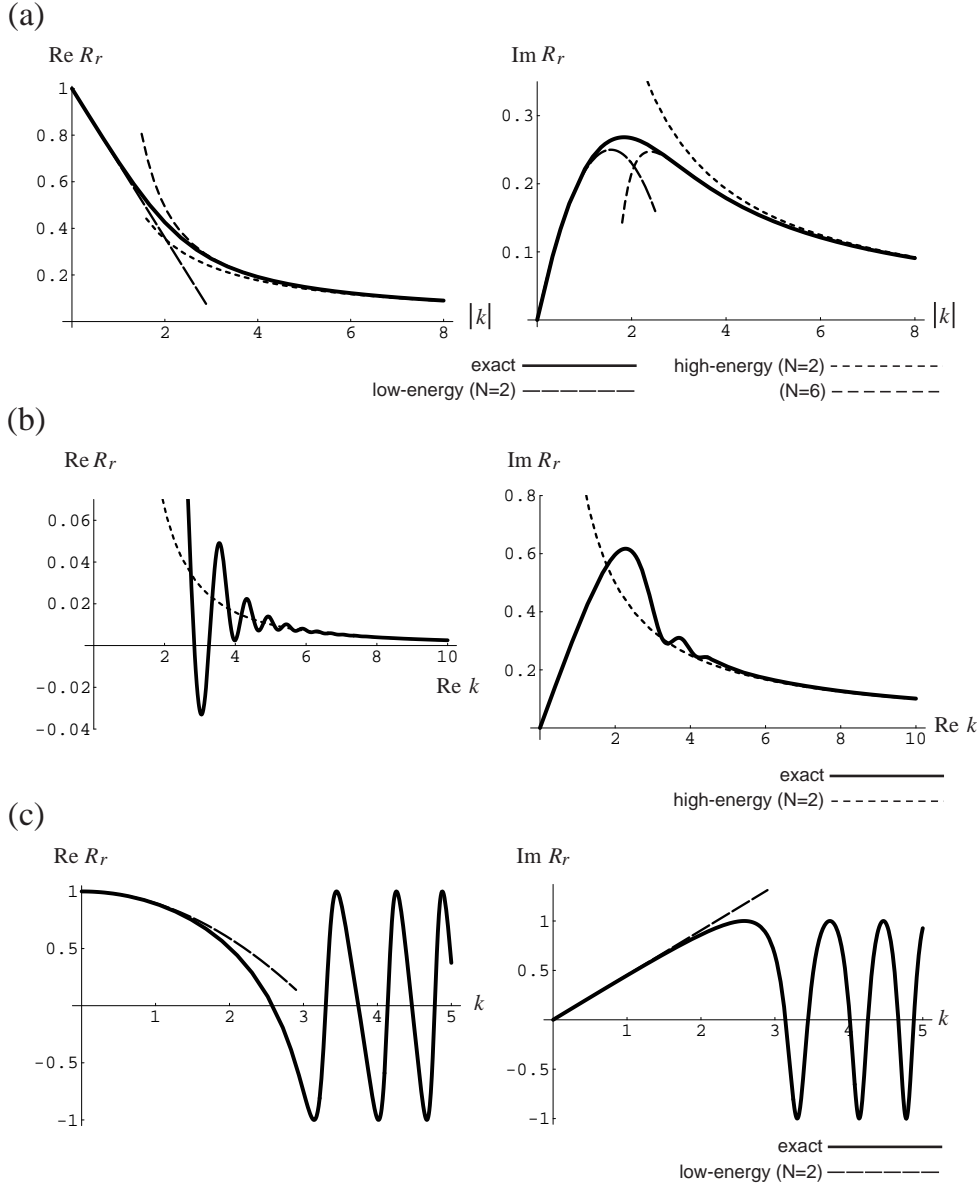 (a)
Re R_r
Im R_r
1
0.8
0.6
0.4
0.2
2
4
6
8
|k|
0.3
0.2
0.1
2
4
6
8
|k|
exact
low-energy (N=2)
high-energy (N=2)
(N=6)
(b)
Re R_r
Im R_r
0.06
0.04
0.02
-0.02
-0.04
2
4
6
8
10
Re k
0.8
0.6
0.4
0.2
2
4
6
8
10
Re k
exact
high-energy (N=2)
(c)
Re R_r
Im R_r
1
0.5
-0.5
-1
1
2
3
4
5
k
1
0.5
-0.5
-1
1
2
3
4
5
k
exact
low-energy (N=2)